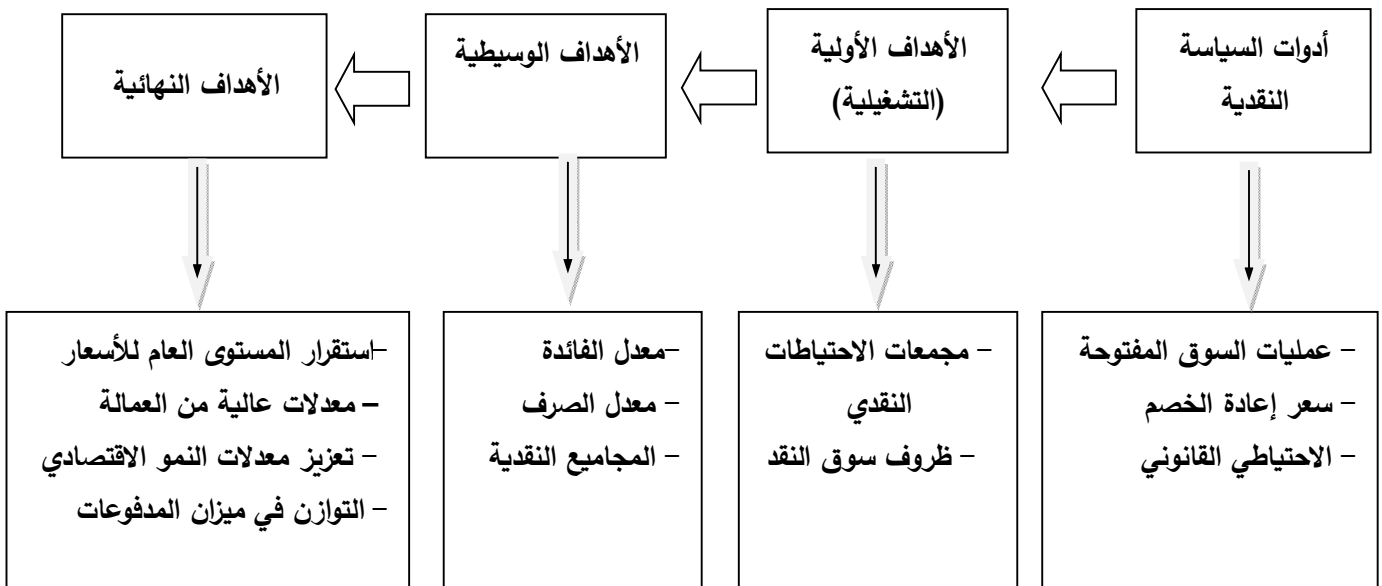 أدوات السياسة
النقدية
الأهداف الأولية
(التشغيلية)
الأهداف الوسيطية
الأهداف النهائية
- عمليات السوق المفتوحة
- سعر إعادة الخصم
- الاحتياطي القانوني
- مجمعات الاحتياطات
النقدي
- ظروف سوق النقد
-معدل الفائدة
- معدل الصرف
- المجاميع النقدية
-استقرار المستوى العام للأسعار
- معدلات عالية من العمالة
- تعزيز معدلات النمو الاقتصادي
- التوازن في ميزان المدفوعات